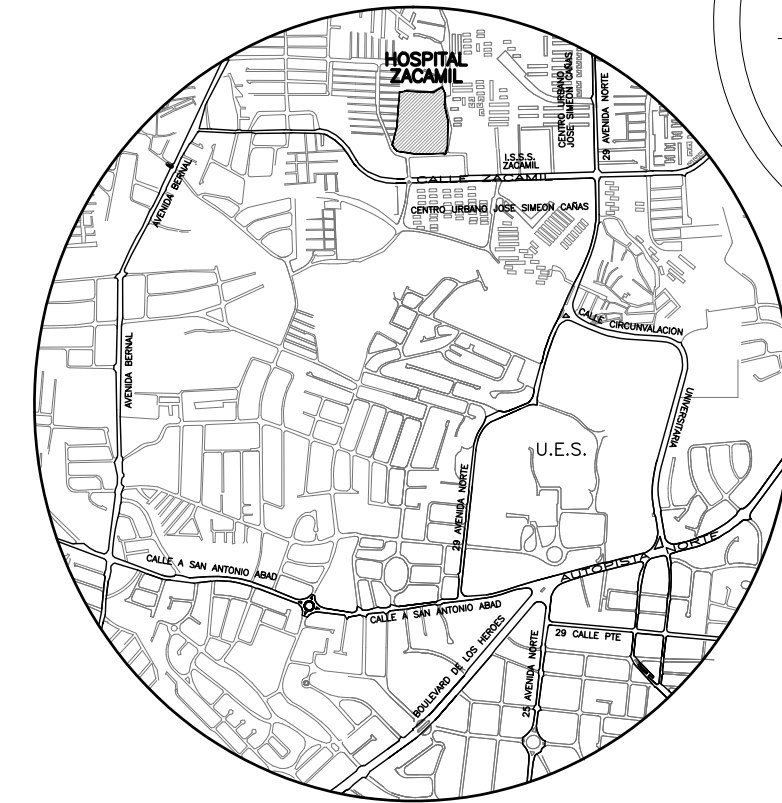 HOSPITAL
ZACAMIL
CENTRO URBANO
JOSE SIMEON CAÑAS
29 AVENIDA NORTE
I.S.S.S.
ZACAMIL
CALLE ZACAMIL
AVENIDA BERNAL
CENTRO URBANO JOSE SIMEON CAÑAS
CALLE CIRCUNVALACION
AVENIDA BERNAL
UNIVERSITARIA
U.E.S.
29 AVENIDA NORTE
AUTOPISTA NORTE
CALLE A SAN ANTONIO ABAD
CALLE A SAN ANTONIO ABAD
BOULEVARD DE LOS HEROES
29 CALLE PTE
25 AVENIDA NORTE